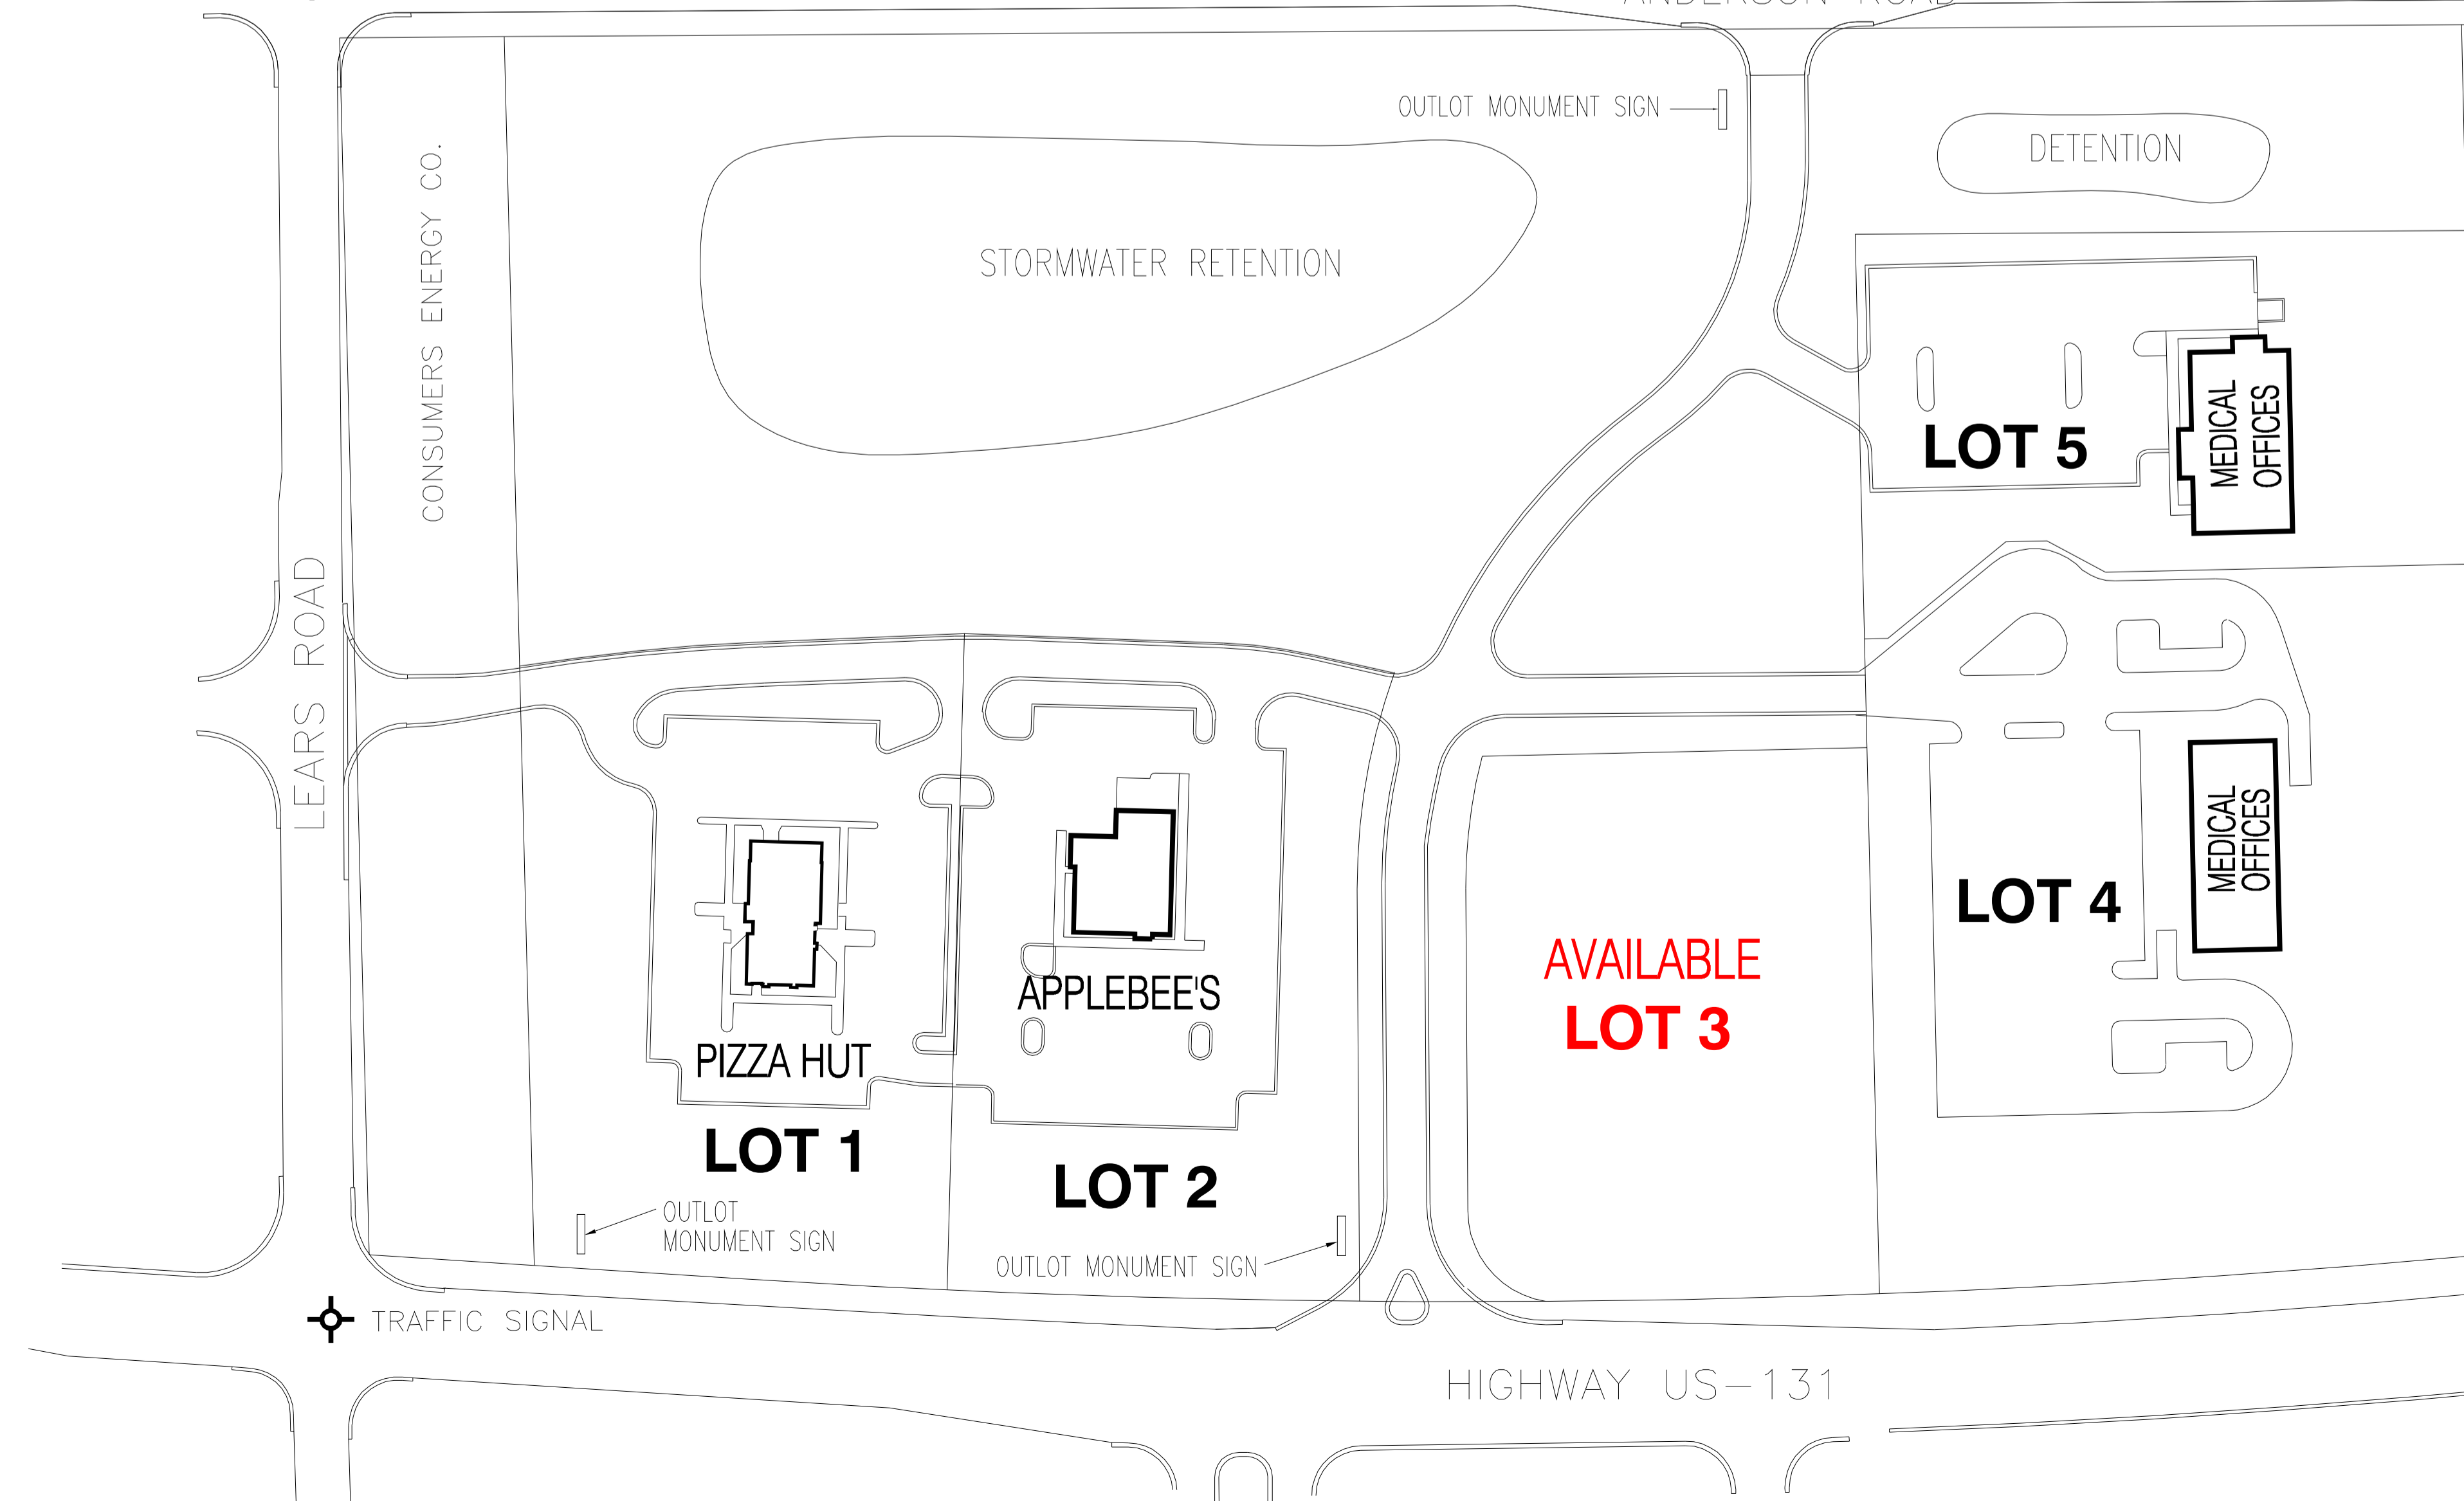 ANDERSON ROAD
OUTLOT MONUMENT SIGN
DETENTION
STORMWATER RETENTION
CONSUMERS ENERGY CO.
LEARS ROAD
MEDICAL
OFFICES
LOT 5
MEDICAL
OFFICES
LOT 4
AVAILABLE
LOT 3
APPLEBEE'S
PIZZA HUT
LOT 1
LOT 2
OUTLOT
MONUMENT SIGN
OUTLOT MONUMENT SIGN
TRAFFIC SIGNAL
HIGHWAY US-131